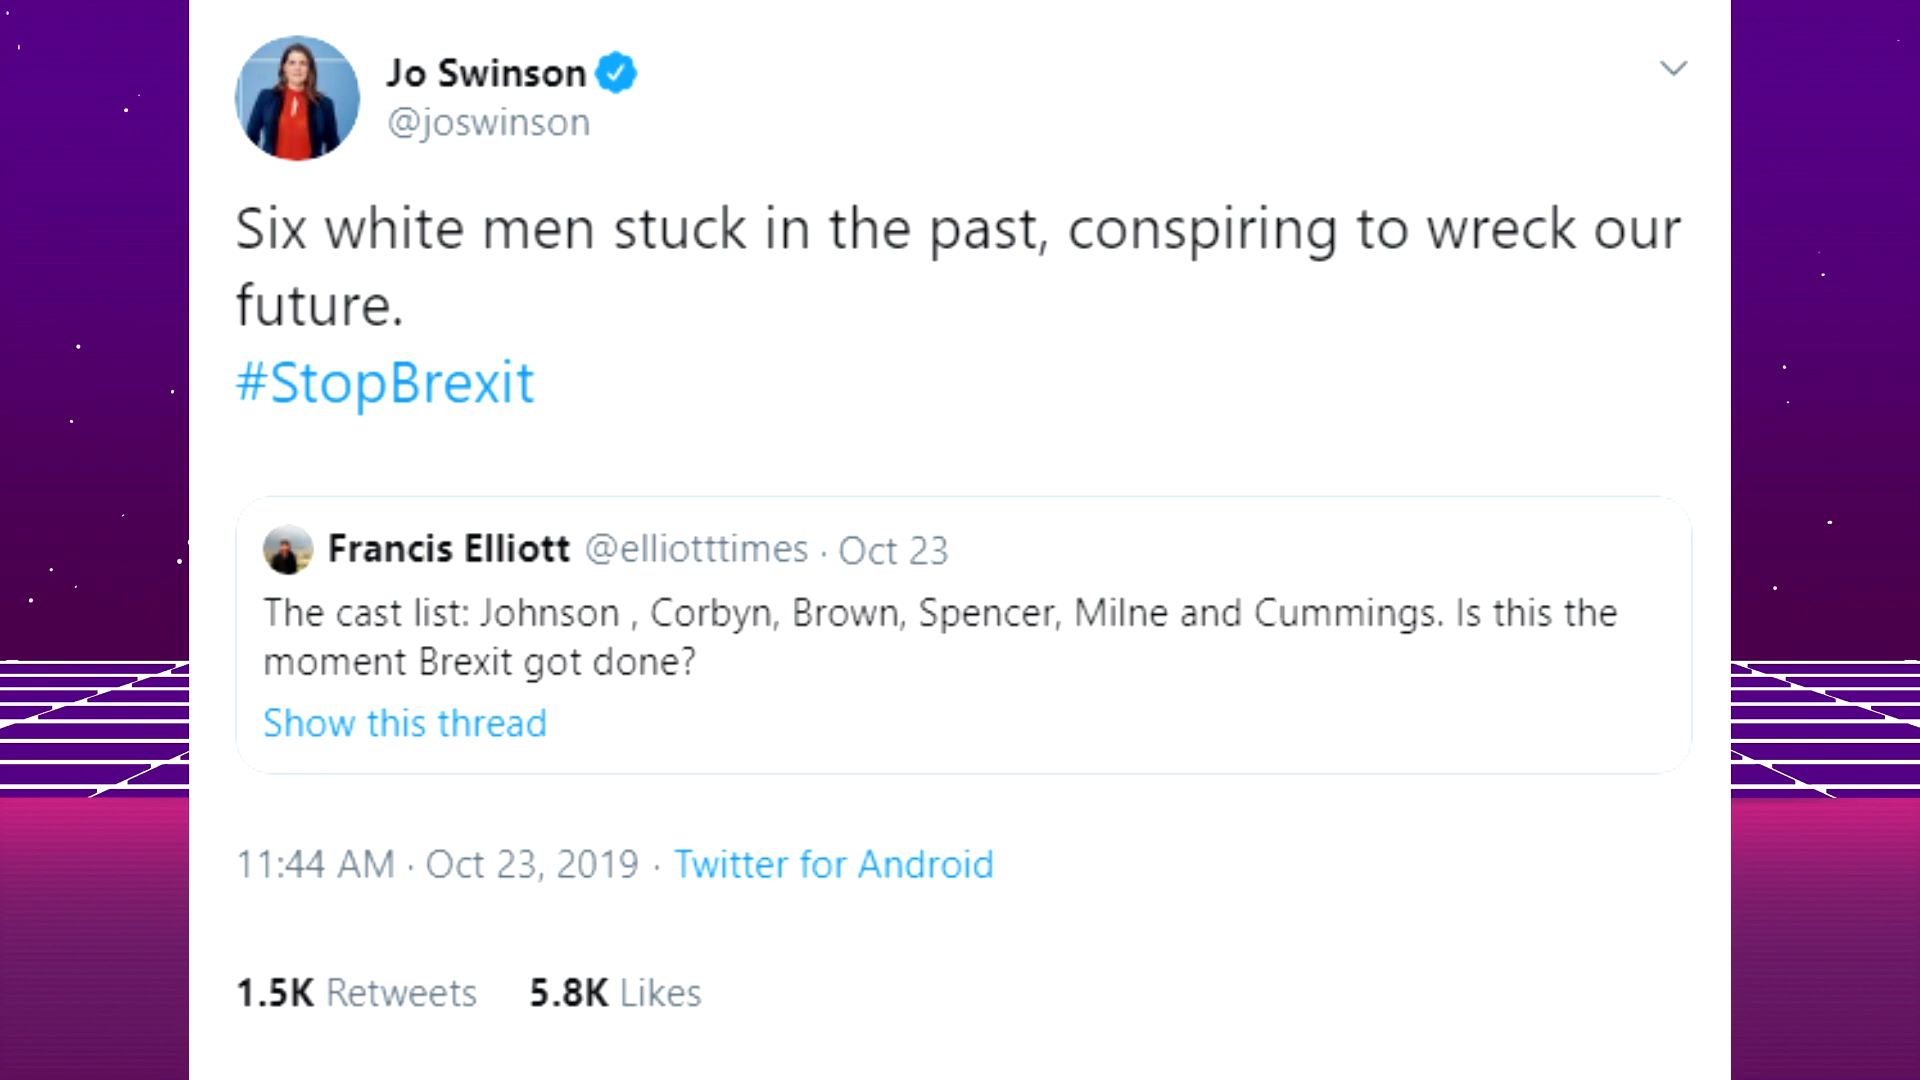 Jo Swinson
@joswinson
Six white men stuck in the past, conspiring to wreck our
future.
#StopBrexit
Francis Elliott @elliotttimes · Oct 23
The cast list: Johnson , Corbyn, Brown, Spencer, Milne and Cummings. Is this the
moment Brexit got done?
Show this thread
11:44 AM · Oct 23, 2019 · Twitter for Android
1.5K Retweets 5.8K Likes